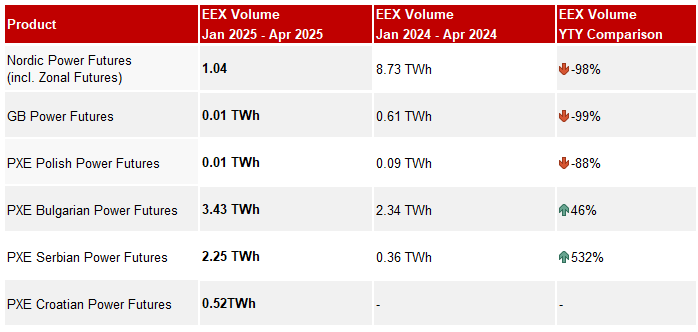 Product
EEX Volume
Jan 2025 - Apr 2025
EEX Volume
Jan 2024 - Apr 2024
EEX Volume
YTY Comparison
Nordic Power Futures
(incl. Zonal Futures)
1.04
8.73 TWh
-98%
GB Power Futures
0.01 TWh
0.61 TWh
-99%
PXE Polish Power Futures
0.01 TWh
0.09 TWh
-88%
PXE Bulgarian Power Futures
3.43 TWh
2.34 TWh
46%
PXE Serbian Power Futures
2.25 TWh
0.36 TWh
532%
PXE Croatian Power Futures
0.52TWh
-
-